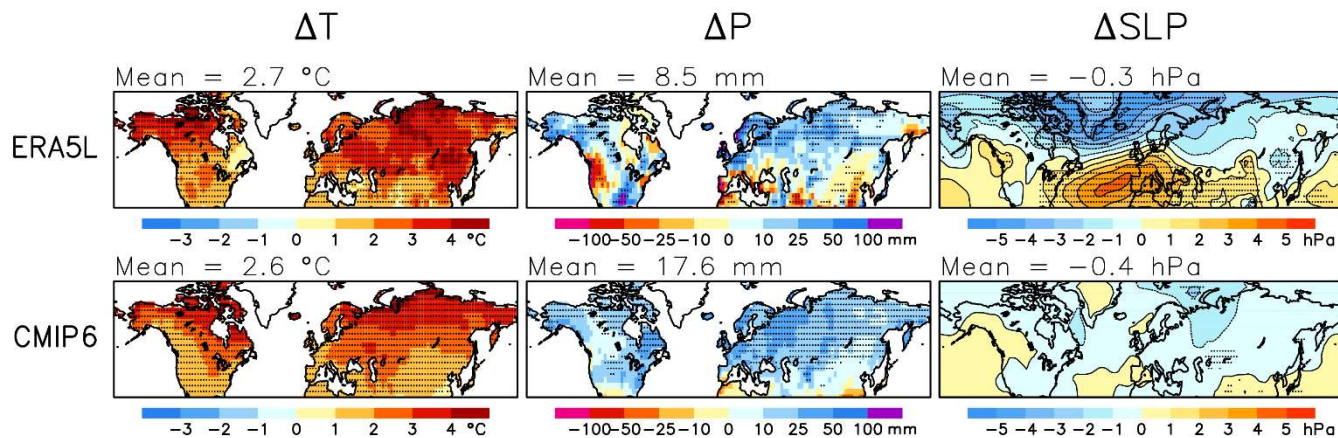 ΔT ΔP ΔSLP
Mean = 2.7 °C Mean = 8.5 mm Mean = −0.3 hPa
ERA5L
−3 −2 −1 0 1 2 3 4 °C −100 −50 −25 −10 0 10 25 50 100 mm −5 −4 −3 −2 −1 0 1 2 3 4 5 hPa
Mean = 2.6 °C Mean = 17.6 mm Mean = −0.4 hPa
CMIP6
−3 −2 −1 0 1 2 3 4 °C −100 −50 −25 −10 0 10 25 50 100 mm −5 −4 −3 −2 −1 0 1 2 3 4 5 hPa